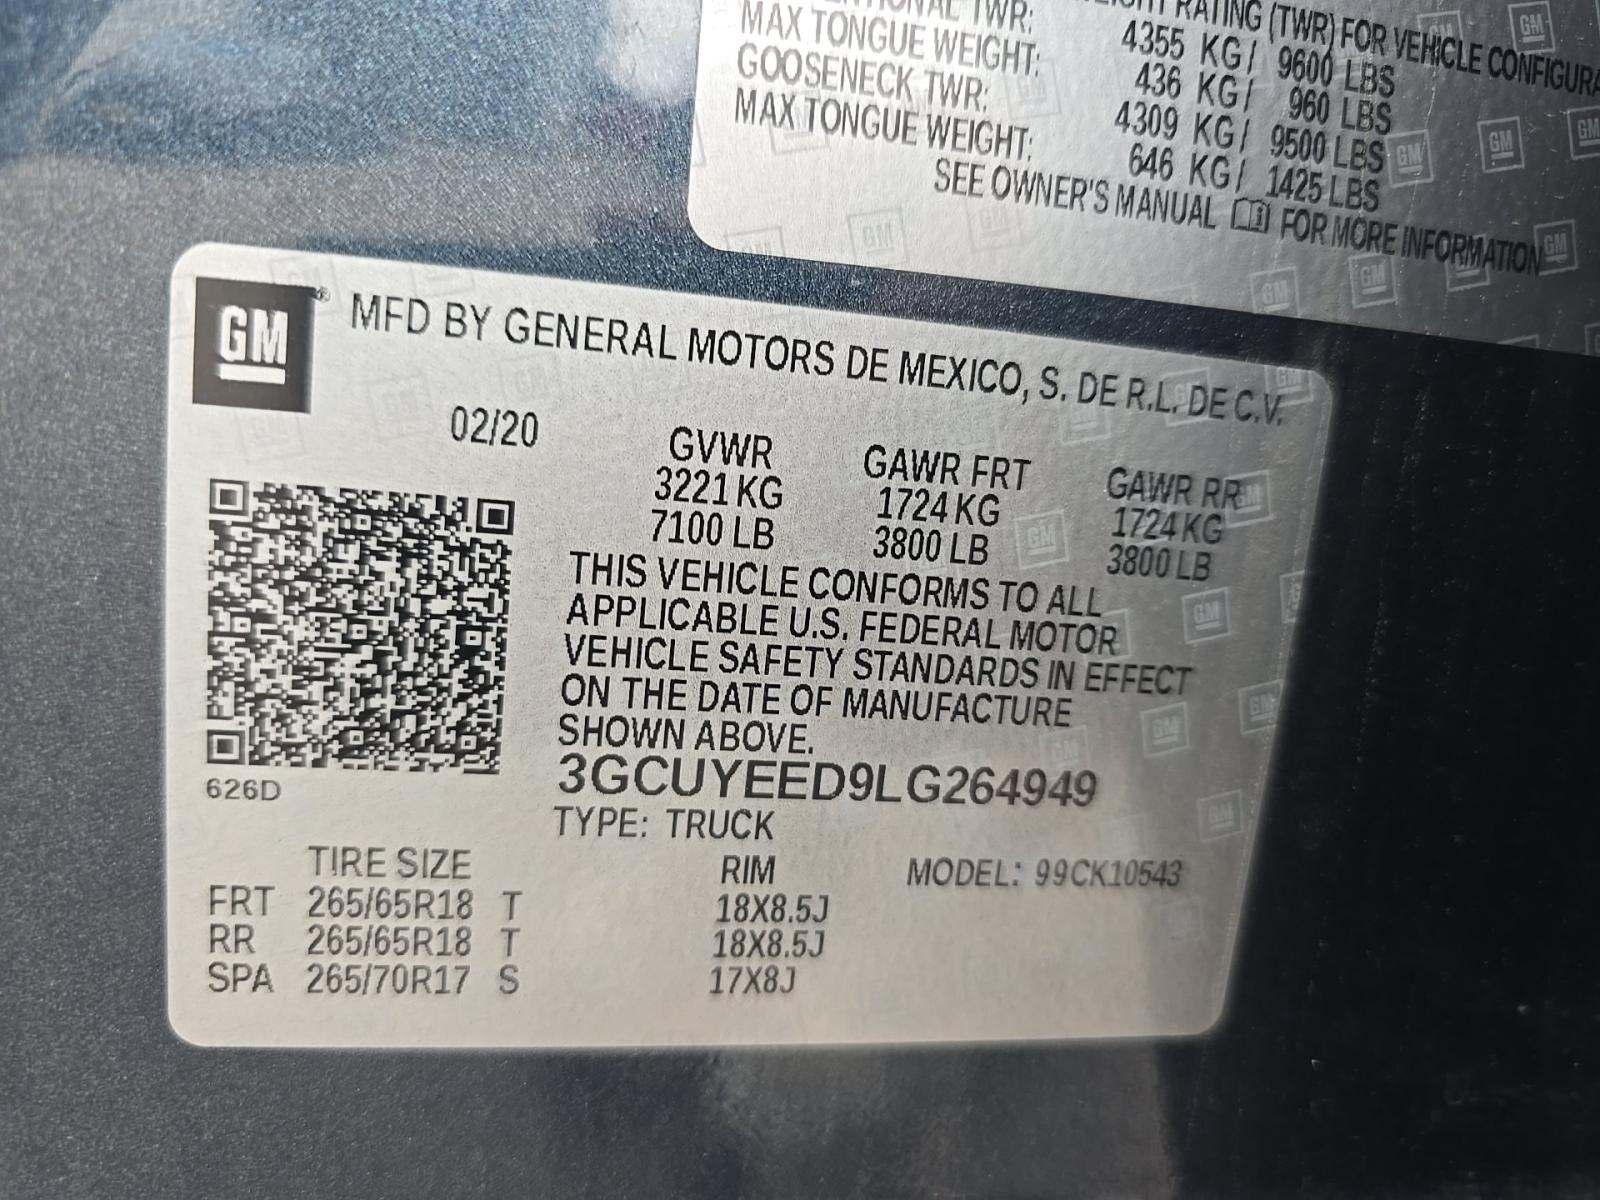 RATING (TWR) FOR VEHICLE
TWR: 4355 KG/ 9600 LBS
MAX TONGUE WEIGHT: 436 KG/ 960 LBS
GOOSENECK TWR: 4309 KG/ 9500 LBS
MAX TONGUE WEIGHT: 646 KG/ 1425 LBS
SEE OWNER'S MANUAL FOR MORE INFORMATION
GM® MFD BY GENERAL MOTORS DE MEXICO, S. DE R.L. DE C.V.
02/20 GVWR GAWR FRT GAWR RR
3221 KG 1724 KG 1724 KG
7100 LB 3800 LB 3800 LB
THIS VEHICLE CONFORMS TO ALL
APPLICABLE U.S. FEDERAL MOTOR
VEHICLE SAFETY STANDARDS IN EFFECT
ON THE DATE OF MANUFACTURE
SHOWN ABOVE.
626D 3GCUYEED9LG264949
TYPE: TRUCK
TIRE SIZE RIM MODEL: 99CK10543
FRT 265/65R18 T 18X8.5J
RR 265/65R18 T 18X8.5J
SPA 265/70R17 S 17X8J